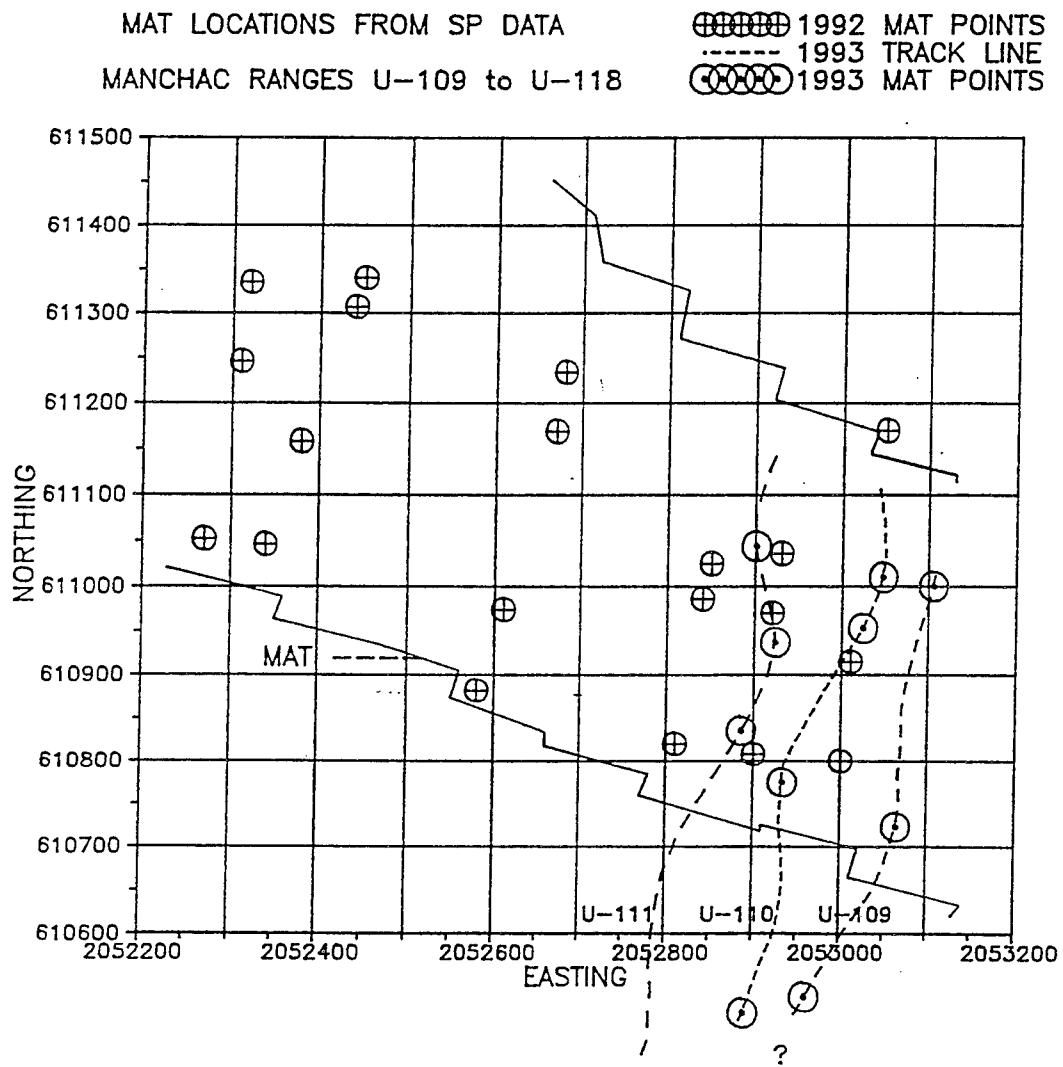 MAT LOCATIONS FROM SP DATA
MANCHAC RANGES U-109 to U-118
1992 MAT POINTS
1993 TRACK LINE
1993 MAT POINTS
611500
611400
611300
611200
611100
611000
610900
610800
610700
610600
NORTHING
MAT
U-111
U-110
U-109
2052200
2052400
2052600
2052800
2053000
2053200
EASTING
?